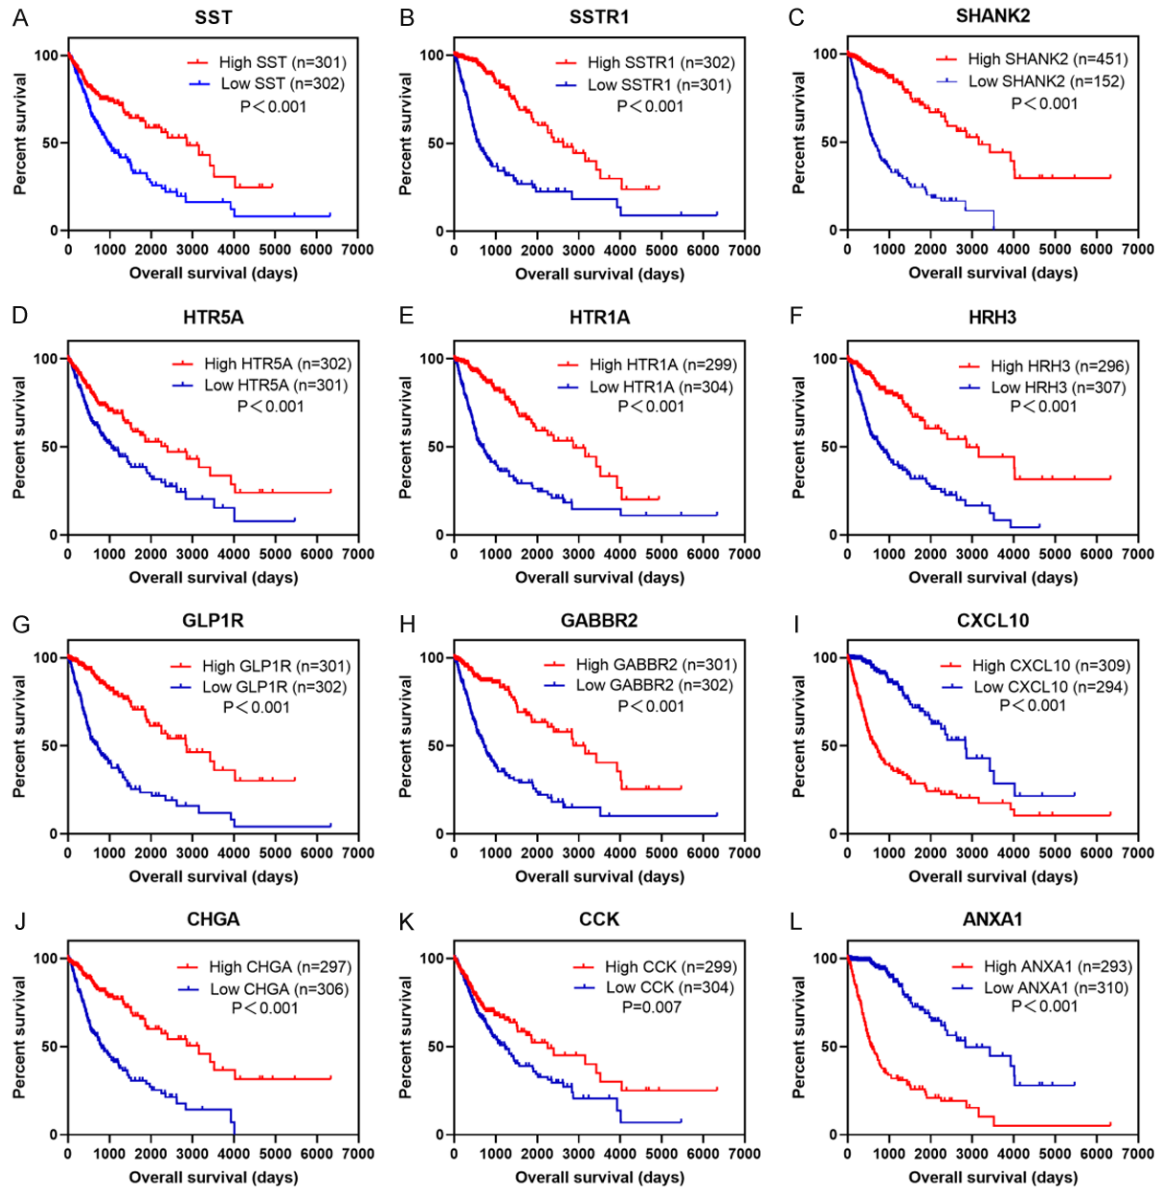 A
SST
High SST (n=301)
Low SST (n=302)
P<0.001
Percent survival
100
50
0
0 1000 2000 3000 4000 5000 6000 7000
Overall survival (days)
B
SSTR1
High SSTR1 (n=302)
Low SSTR1 (n=301)
P<0.001
Percent survival
100
50
0
0 1000 2000 3000 4000 5000 6000 7000
Overall survival (days)
C
SHANK2
High SHANK2 (n=451)
Low SHANK2 (n=152)
P<0.001
Percent survival
100
50
0
0 1000 2000 3000 4000 5000 6000 7000
Overall survival (days)
D
HTR5A
High HTR5A (n=302)
Low HTR5A (n=301)
P<0.001
Percent survival
100
50
0
0 1000 2000 3000 4000 5000 6000 7000
Overall survival (days)
E
HTR1A
High HTR1A (n=299)
Low HTR1A (n=304)
P<0.001
Percent survival
100
50
0
0 1000 2000 3000 4000 5000 6000 7000
Overall survival (days)
F
HRH3
High HRH3 (n=296)
Low HRH3 (n=307)
P<0.001
Percent survival
100
50
0
0 1000 2000 3000 4000 5000 6000 7000
Overall survival (days)
G
GLP1R
High GLP1R (n=301)
Low GLP1R (n=302)
P<0.001
Percent survival
100
50
0
0 1000 2000 3000 4000 5000 6000 7000
Overall survival (days)
H
GABBR2
High GABBR2 (n=301)
Low GABBR2 (n=302)
P<0.001
Percent survival
100
50
0
0 1000 2000 3000 4000 5000 6000 7000
Overall survival (days)
I
CXCL10
High CXCL10 (n=309)
Low CXCL10 (n=294)
P<0.001
Percent survival
100
50
0
0 1000 2000 3000 4000 5000 6000 7000
Overall survival (days)
J
CHGA
High CHGA (n=297)
Low CHGA (n=306)
P<0.001
Percent survival
100
50
0
0 1000 2000 3000 4000 5000 6000 7000
Overall survival (days)
K
CCK
High CCK (n=299)
Low CCK (n=304)
P=0.007
Percent survival
100
50
0
0 1000 2000 3000 4000 5000 6000 7000
Overall survival (days)
L
ANXA1
High ANXA1 (n=293)
Low ANXA1 (n=310)
P<0.001
Percent survival
100
50
0
0 1000 2000 3000 4000 5000 6000 7000
Overall survival (days)